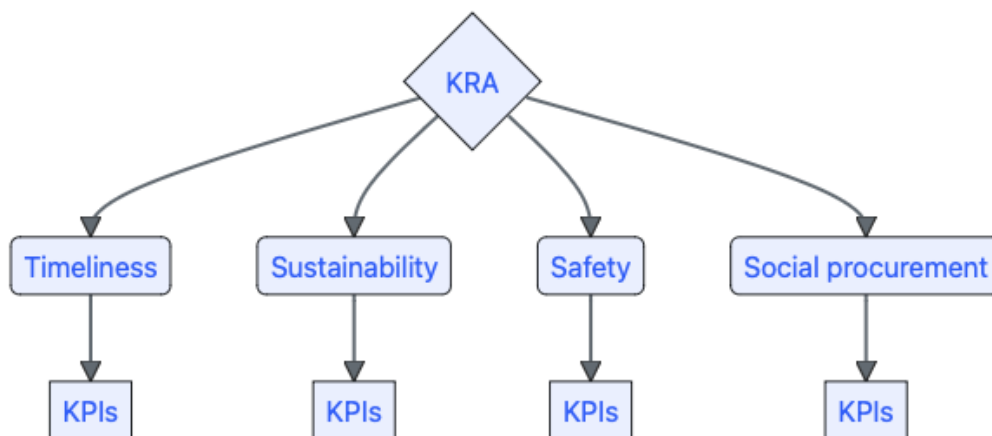 KRA
Timeliness
Sustainability
Safety
Social procurement
KPIs
KPIs
KPIs
KPIs